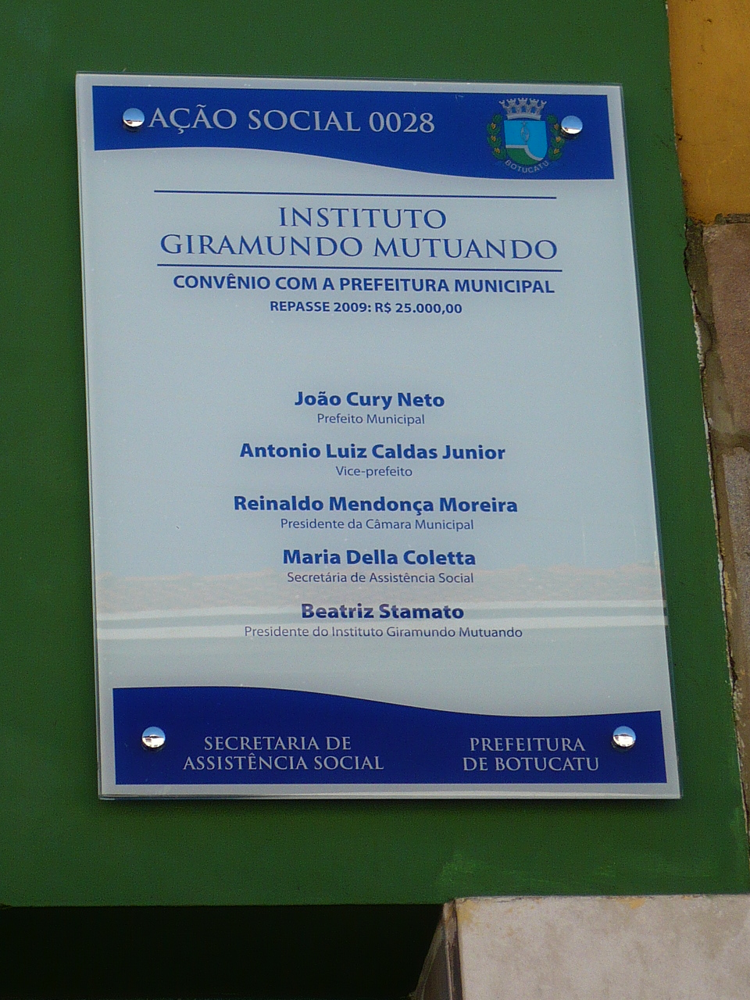 AÇÃO SOCIAL 0028
BOTUCATU
INSTITUTO
GIRAMUNDO MUTUANDO
CONVÊNIO COM A PREFEITURA MUNICIPAL
REPASSE 2009: R$ 25.000,00
João Cury Neto
Prefeito Municipal
Antonio Luiz Caldas Junior
Vice-prefeito
Reinaldo Mendonça Moreira
Presidente da Câmara Municipal
Maria Della Coletta
Secretária de Assistência Social
Beatriz Stamato
Presidente do Instituto Giramundo Mutuando
SECRETARIA DE
ASSISTÊNCIA SOCIAL
PREFEITURA
DE BOTUCATU